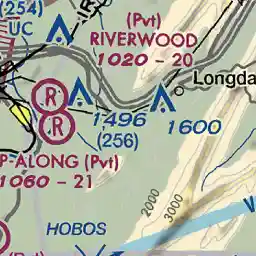 (254)
UC
(Pvt)
RIVERWOOD
1020 - 20
Longda
R
R
1496
(256)
1600
P-ALONG (Pvt)
1060 - 21
2000
3000
HOBOS
V